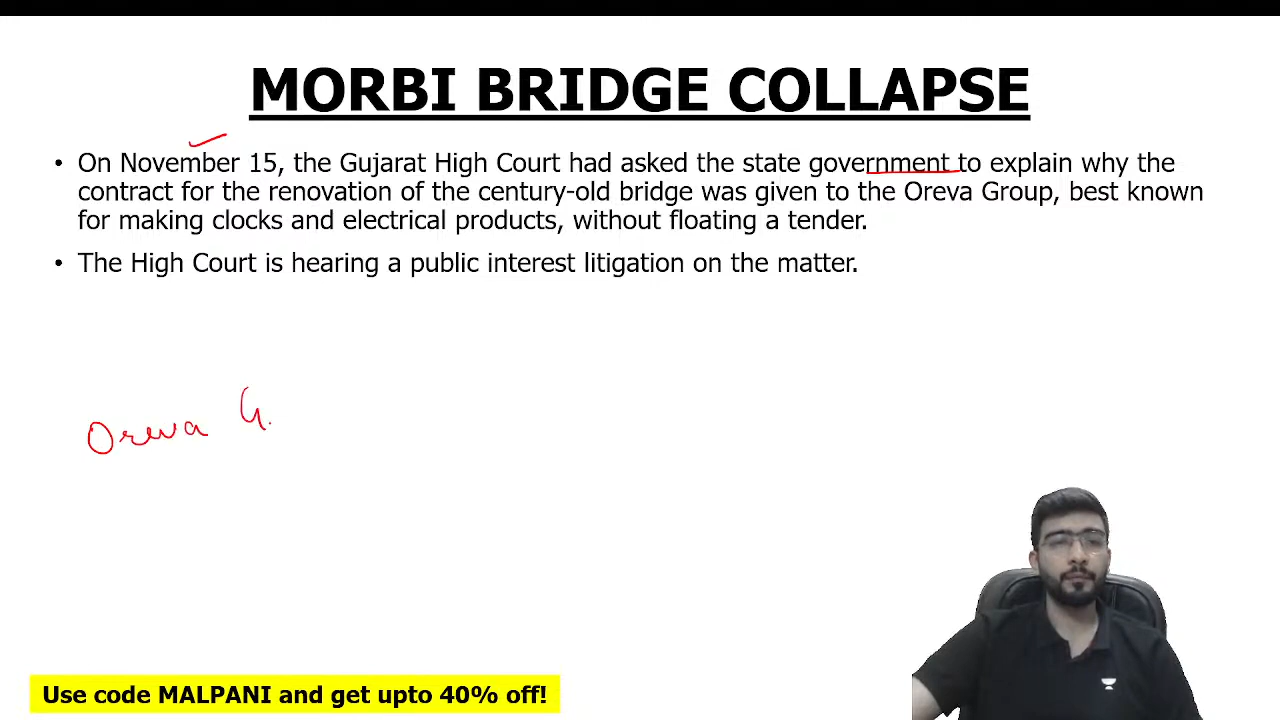 MORBI BRIDGE COLLAPSE
• On November 15, the Gujarat High Court had asked the state government to explain why the
contract for the renovation of the century-old bridge was given to the Oreva Group, best known
for making clocks and electrical products, without floating a tender.
• The High Court is hearing a public interest litigation on the matter.
Oreva G.
Use code MALPANI and get upto 40% off!